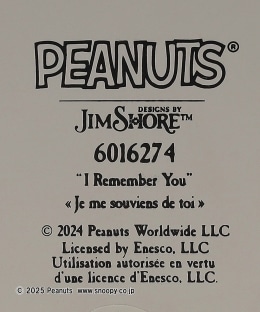 PEANUTS®
DESIGNS BY
JIM SHORE™
6016274
"I Remember You"
« Je me souviens de toi »
© 2024 Peanuts Worldwide LLC
Licensed by Enesco, LLC
Utilisation autorisée en vertu
d'une licence d'Enesco, LLC.
© 2025 Peanuts www.snoopy.co.jp